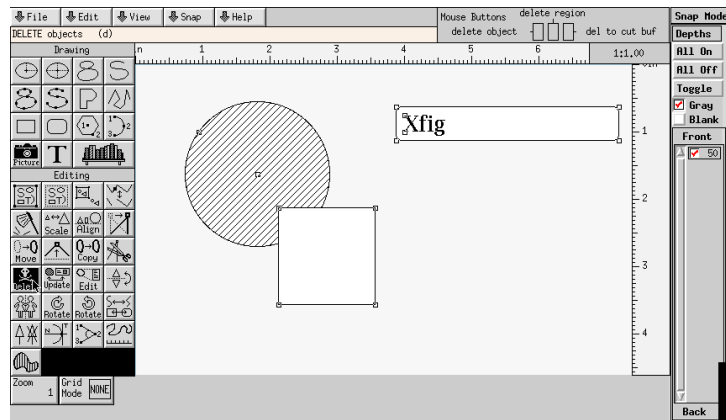 File Edit View Snap Help
Mouse Buttons delete region
delete object del to cut buf
DELETE objects (d)
Snap Mode
Depths
All On
All Off
Toggle
Gray
Blank
Front
50
Back
Drawing
n 1 2 3 4 5 6 1:1.00
Picture T
Editing
Scale Align
Move Copy
Delete Update Edit
Rotate Rotate
Xfig
1
2
3
4
Zoom 1 Grid Mode NONE